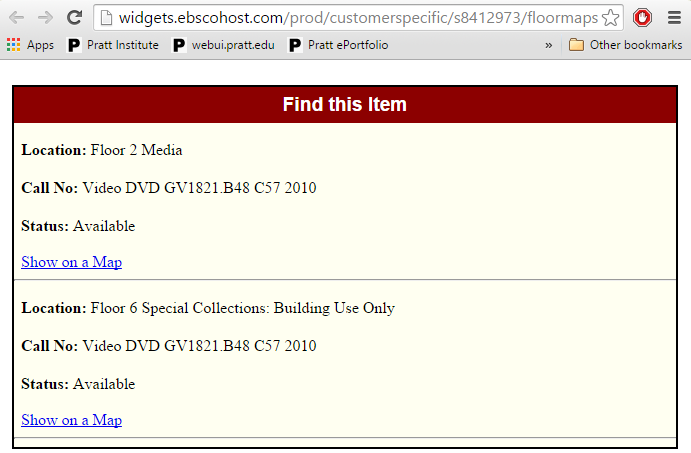 widgets.ebscohost.com/prod/customerspecific/s8412973/floormaps
Apps Pratt Institute webui.pratt.edu Pratt ePortfolio » Other bookmarks
Find this Item
Location: Floor 2 Media
Call No: Video DVD GV1821.B48 C57 2010
Status: Available
Show on a Map
Location: Floor 6 Special Collections: Building Use Only
Call No: Video DVD GV1821.B48 C57 2010
Status: Available
Show on a Map